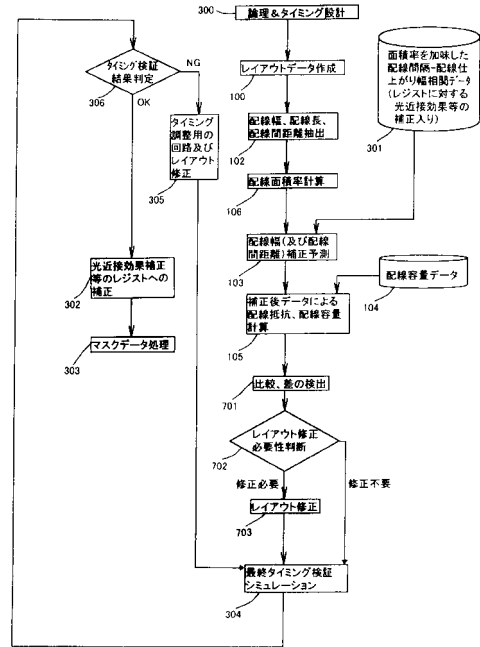 300
論理&タイミング設計
レイアウトデータ作成
100
配線幅、配線長、
配線間距離抽出
102
配線面積率計算
106
配線幅(及び配線
間距離)補正予測
103
補正後データによる
配線抵抗、配線容量
計算
105
比較、差の検出
701
レイアウト修正
必要性判断
702
修正必要
修正不要
レイアウト修正
703
最終タイミング検証
シミュレーション
304
面積率を加味した
配線間隔-配線仕
上がり幅相関データ
(レジストに対する
光近接効果等の
補正入り)
301
配線容量データ
104
タイミング検証
結果判定
306
NG
OK
タイミング
調整用の
回路及び
レイアウト
修正
305
光近接効果補正
等のレジストへの
補正
302
マスクデータ処理
303